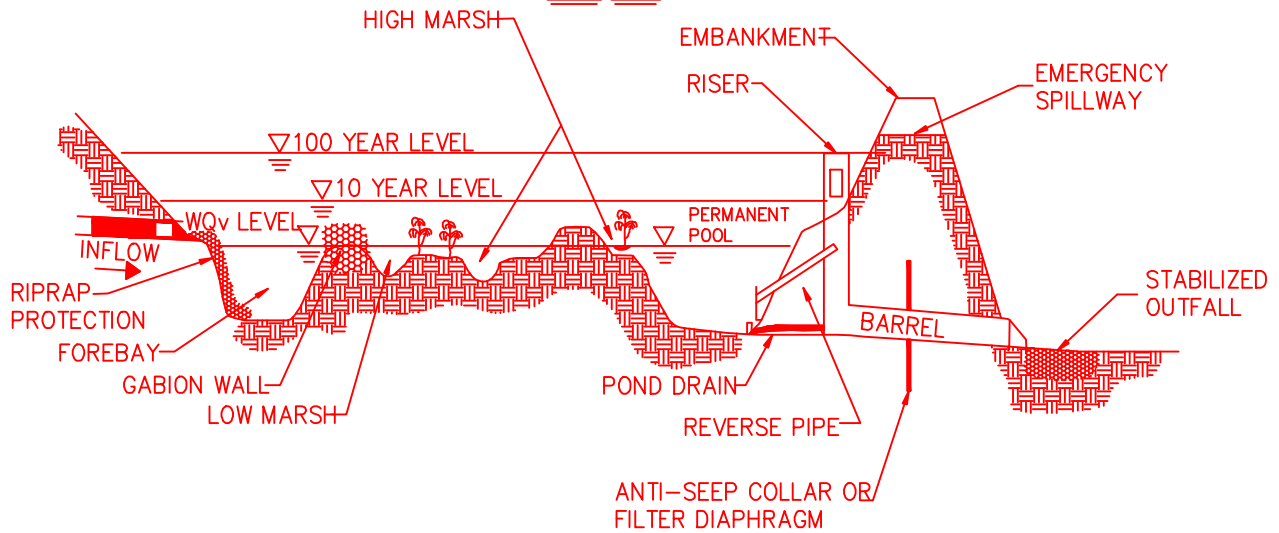 HIGH MARSH
EMBANKMENT
RISER
EMERGENCY
SPILLWAY
100 YEAR LEVEL
10 YEAR LEVEL
WQv LEVEL
PERMANENT
POOL
INFLOW
RIPRAP
PROTECTION
FOREBAY
GABION WALL
LOW MARSH
POND DRAIN
REVERSE PIPE
BARREL
STABILIZED
OUTFALL
ANTI-SEEP COLLAR OR
FILTER DIAPHRAGM